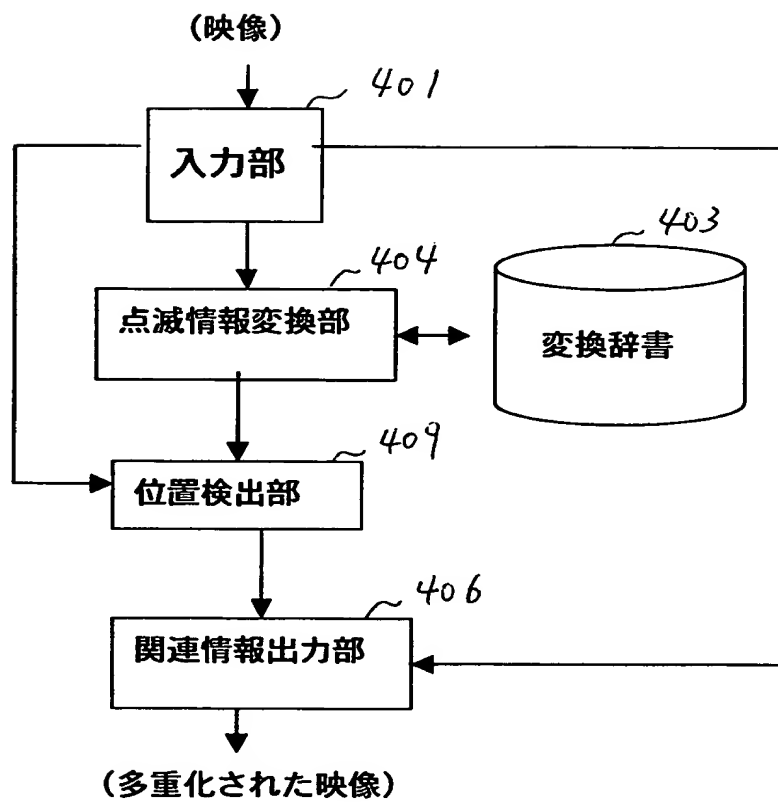 (映像)
401
入力部
403
404
点滅情報変換部
変換辞書
409
位置検出部
406
関連情報出力部
(多重化された映像)